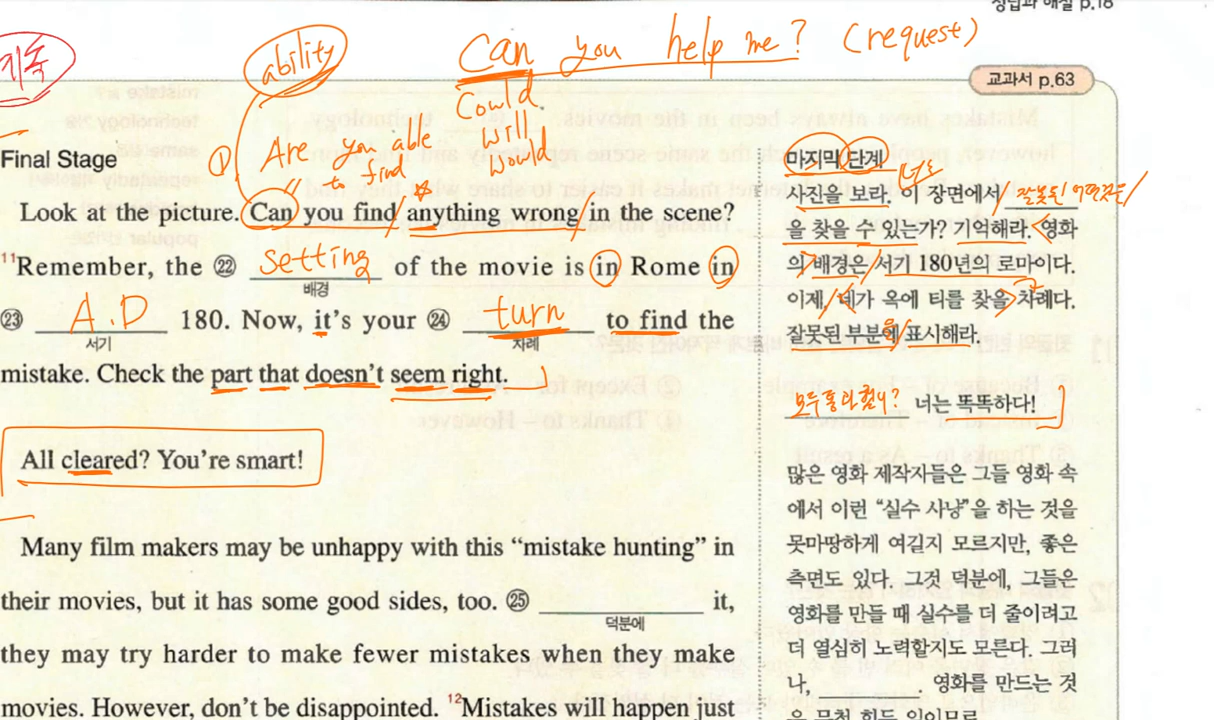 정답과 해설 p.18
ability
can you help me? (request)
교과서 p.63
Could
will
would
① Are you able
to find
Final Stage
Look at the picture. Can you find anything wrong in the scene?
11 Remember, the ㉒ setting of the movie is in Rome in
배경
㉓ A.D 180. Now, it's your ㉔ turn to find the
서기 차례
mistake. Check the part that doesn't seem right.
All cleared? You're smart!
Many film makers may be unhappy with this “mistake hunting” in
their movies, but it has some good sides, too. ㉕ it,
덕분에
they may try harder to make fewer mistakes when they make
movies. However, don't be disappointed. 12 Mistakes will happen just
마지막 단계
사진을 보라. 이 장면에서 잘못된 어떤것을
을 찾을 수 있는가? 기억해라. 영화
의 배경은 서기 180년의 로마이다.
이제, 네가 옥에 티를 찾을 차례다.
잘못된 부분에 표시해라.
너는 똑똑하다!
많은 영화 제작자들은 그들 영화 속
에서 이런 “실수 사냥”을 하는 것을
못마땅하게 여길지 모르지만, 좋은
측면도 있다. 그것 덕분에, 그들은
영화를 만들 때 실수를 더 줄이려고
더 열심히 노력할지도 모른다. 그러
나, . 영화를 만드는 것